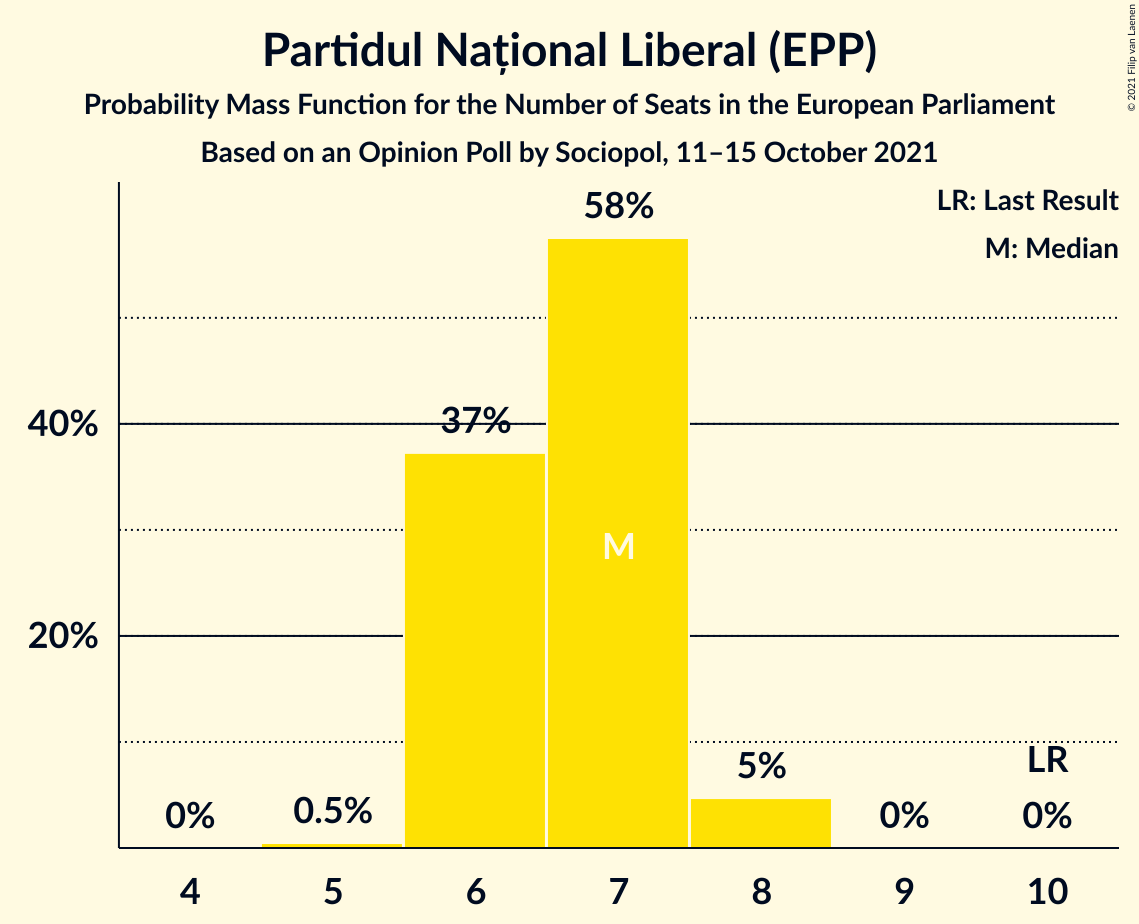 Partidul Național Liberal (EPP)
Probability Mass Function for the Number of Seats in the European Parliament
Based on an Opinion Poll by Sociopol, 11–15 October 2021
© 2021 Filip van Laenen
LR: Last Result
M: Median
58%
40%
37%
M
20%
5%
LR
0%
0.5%
0%
0%
4 5 6 7 8 9 10